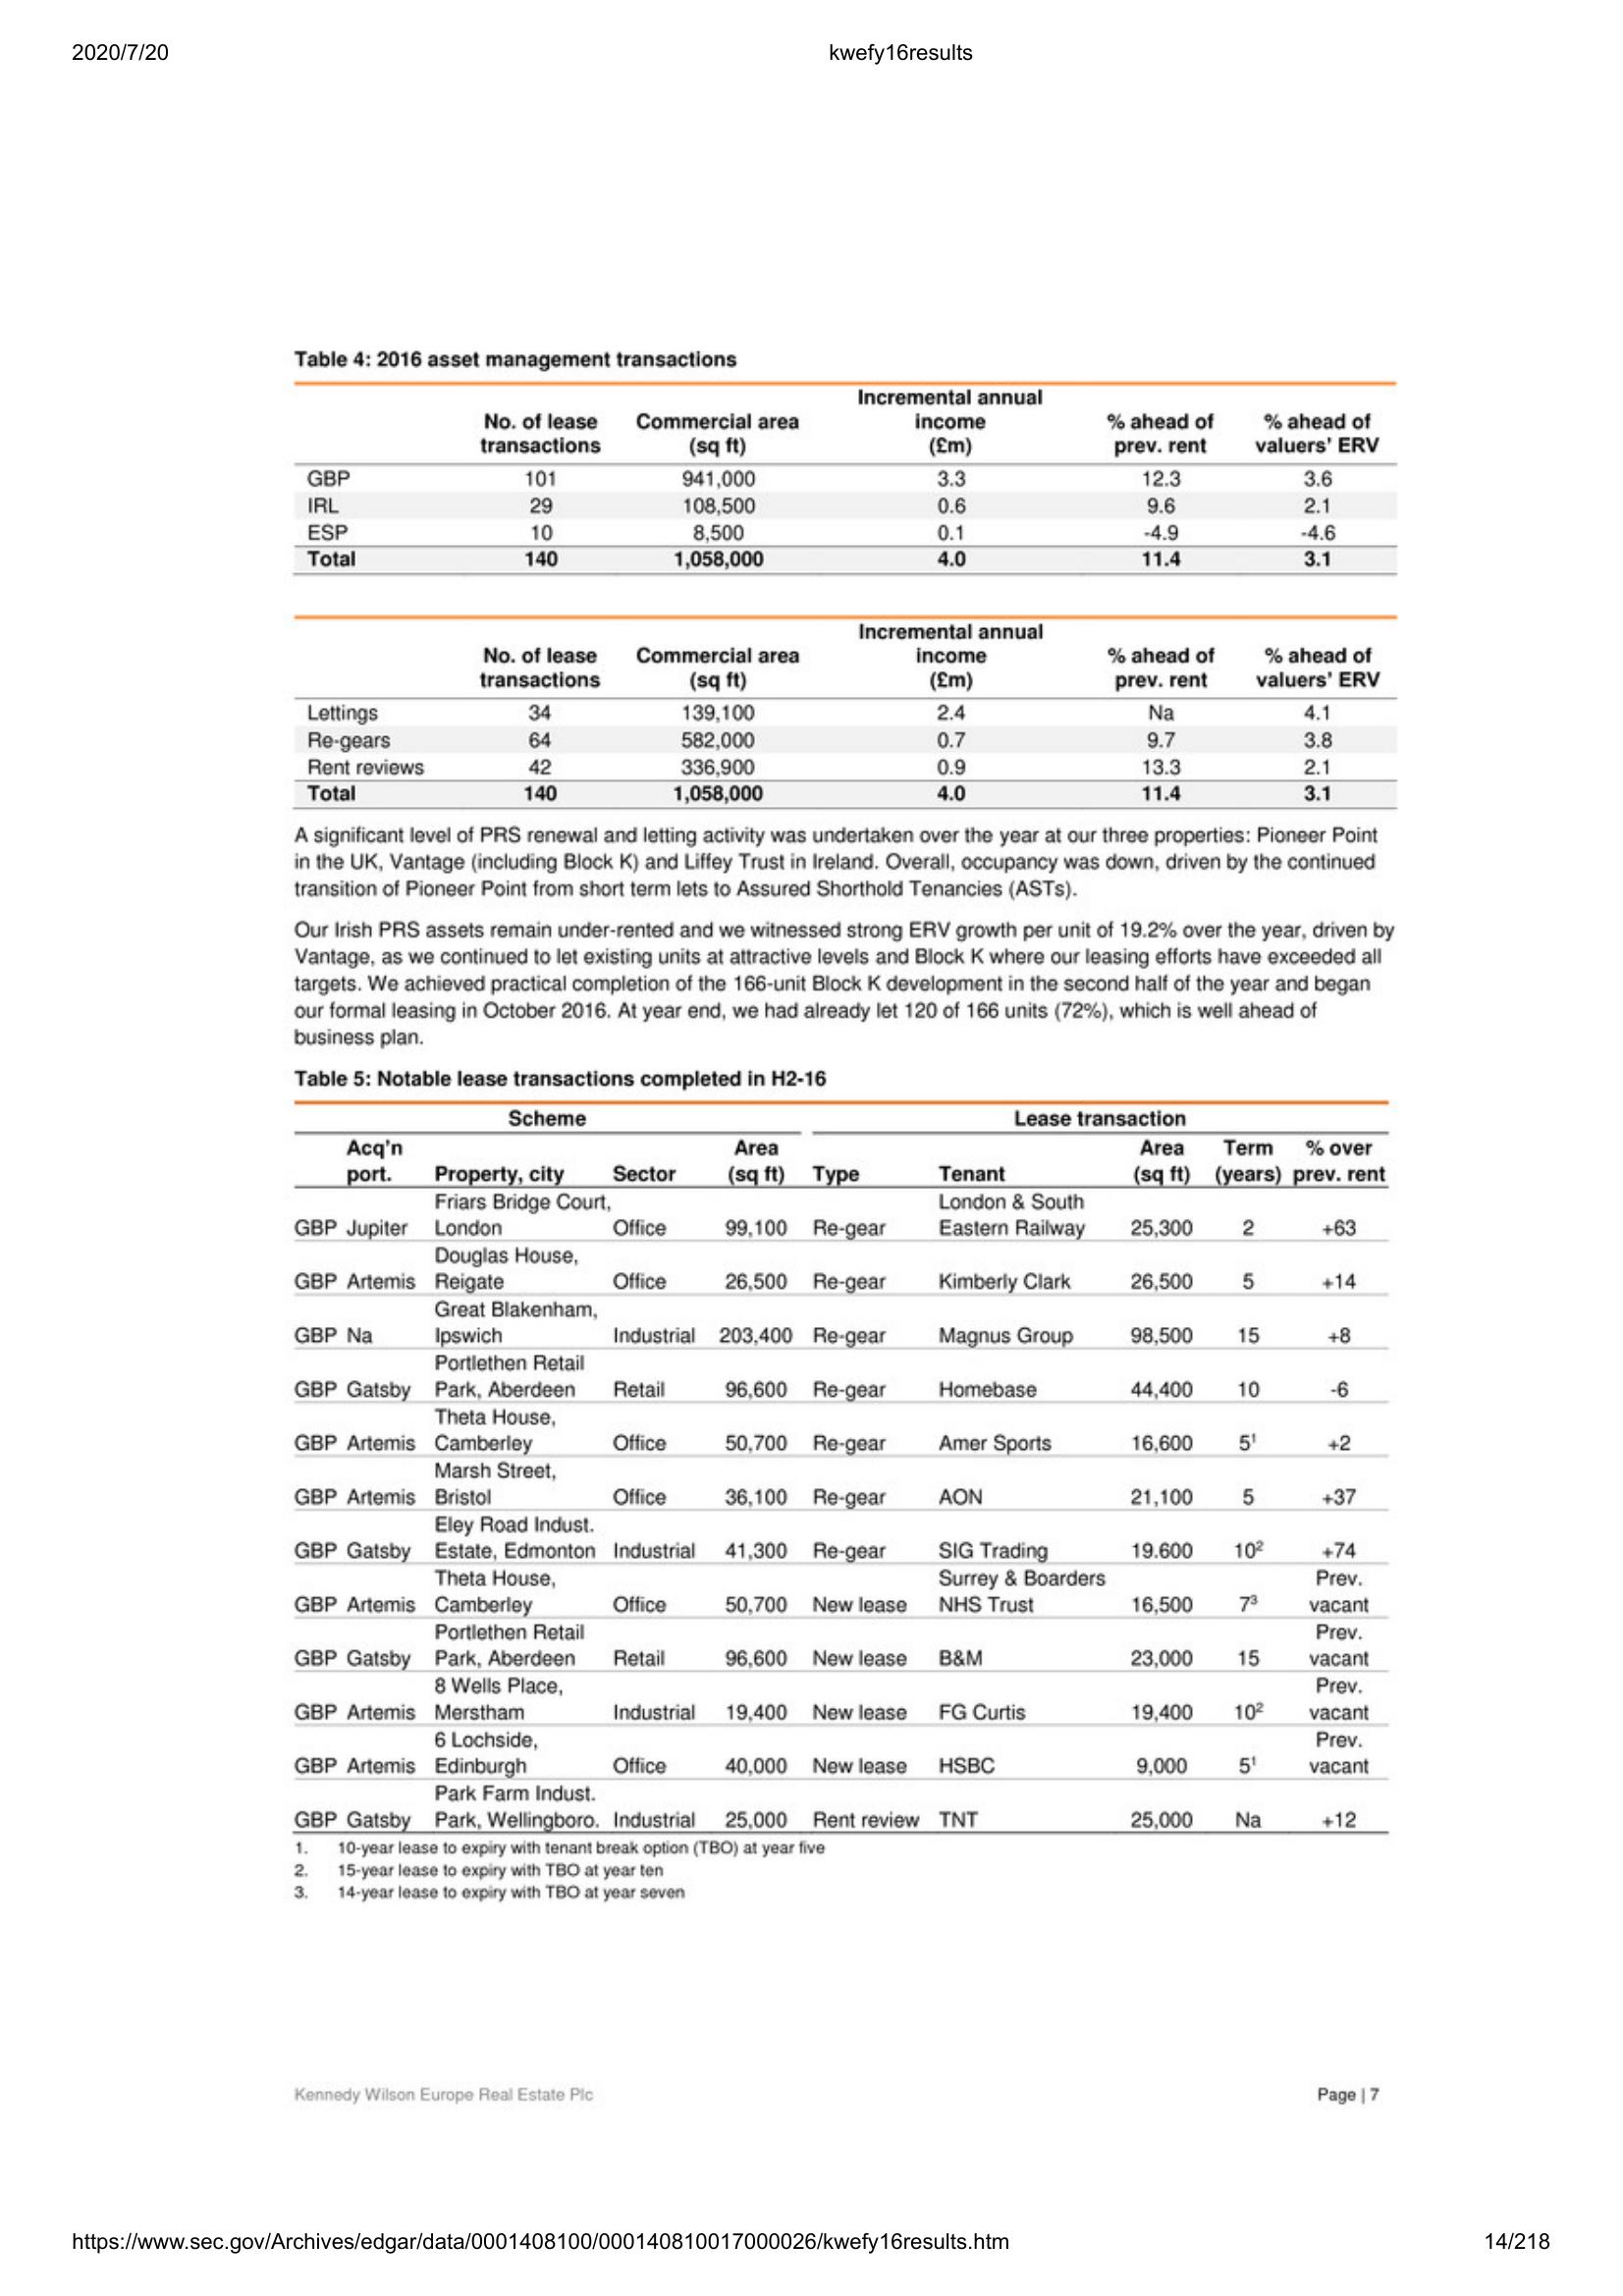 2020/7/20 kwefy16results
Table 4: 2016 asset management transactions
Incremental annual
No. of lease Commercial area income % ahead of % ahead of
transactions (sq ft) (£m) prev. rent valuers' ERV
GBP 101 941,000 3.3 12.3 3.6
IRL 29 108,500 0.6 9.6 2.1
ESP 10 8,500 0.1 -4.9 -4.6
Total 140 1,058,000 4.0 11.4 3.1
Incremental annual
No. of lease Commercial area income % ahead of % ahead of
transactions (sq ft) (£m) prev. rent valuers' ERV
Lettings 34 139,100 2.4 Na 4.1
Re-gears 64 582,000 0.7 9.7 3.8
Rent reviews 42 336,900 0.9 13.3 2.1
Total 140 1,058,000 4.0 11.4 3.1
A significant level of PRS renewal and letting activity was undertaken over the year at our three properties: Pioneer Point
in the UK, Vantage (including Block K) and Liffey Trust in Ireland. Overall, occupancy was down, driven by the continued
transition of Pioneer Point from short term lets to Assured Shorthold Tenancies (ASTs).
Our Irish PRS assets remain under-rented and we witnessed strong ERV growth per unit of 19.2% over the year, driven by
Vantage, as we continued to let existing units at attractive levels and Block K where our leasing efforts have exceeded all
targets. We achieved practical completion of the 166-unit Block K development in the second half of the year and began
our formal leasing in October 2016. At year end, we had already let 120 of 166 units (72%), which is well ahead of
business plan.
Table 5: Notable lease transactions completed in H2-16
Scheme Lease transaction
Acq'n Area Area Term % over
port. Property, city Sector (sq ft) Type Tenant (sq ft) (years) prev. rent
Friars Bridge Court, London & South
GBP Jupiter London Office 99,100 Re-gear Eastern Railway 25,300 2 +63
Douglas House,
GBP Artemis Reigate Office 26,500 Re-gear Kimberly Clark 26,500 5 +14
Great Blakenham,
GBP Na Ipswich Industrial 203,400 Re-gear Magnus Group 98,500 15 +8
Portlethen Retail
GBP Gatsby Park, Aberdeen Retail 96,600 Re-gear Homebase 44,400 10 -6
Theta House,
GBP Artemis Camberley Office 50,700 Re-gear Amer Sports 16,600 5¹ +2
Marsh Street,
GBP Artemis Bristol Office 36,100 Re-gear AON 21,100 5 +37
Eley Road Indust.
GBP Gatsby Estate, Edmonton Industrial 41,300 Re-gear SIG Trading 19.600 10² +74
Theta House, Surrey & Boarders Prev.
GBP Artemis Camberley Office 50,700 New lease NHS Trust 16,500 7³ vacant
Portlethen Retail Prev.
GBP Gatsby Park, Aberdeen Retail 96,600 New lease B&M 23,000 15 vacant
8 Wells Place, Prev.
GBP Artemis Merstham Industrial 19,400 New lease FG Curtis 19,400 10² vacant
6 Lochside, Prev.
GBP Artemis Edinburgh Office 40,000 New lease HSBC 9,000 5¹ vacant
Park Farm Indust.
GBP Gatsby Park, Wellingboro. Industrial 25,000 Rent review TNT 25,000 Na +12
1. 10-year lease to expiry with tenant break option (TBO) at year five
2. 15-year lease to expiry with TBO at year ten
3. 14-year lease to expiry with TBO at year seven
Kennedy Wilson Europe Real Estate Plc Page | 7
https://www.sec.gov/Archives/edgar/data/0001408100/000140810017000026/kwefy16results.htm 14/218